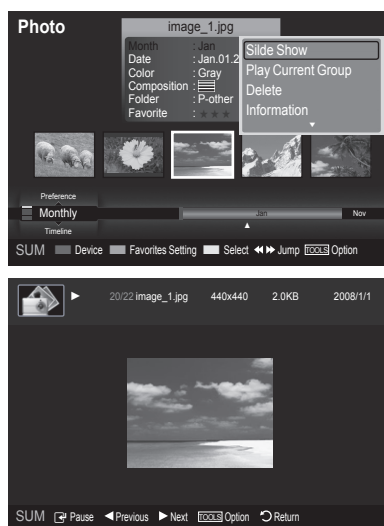 Photo
image_1.jpg
Month : Jan
Date : Jan.01.2
Color : Gray
Composition :
Folder : P-other
Favorite : ★ ★ ★
Silde Show
Play Current Group
Delete
Information
Preference
Monthly
Timeline
Jan
Nov
SUM Device Favorites Setting Select ◄◄ ►► Jump TOOLS Option
► 20/22 image_1.jpg 440x440 2.0KB 2008/1/1
SUM Pause ◄ Previous ► Next TOOLS Option Return